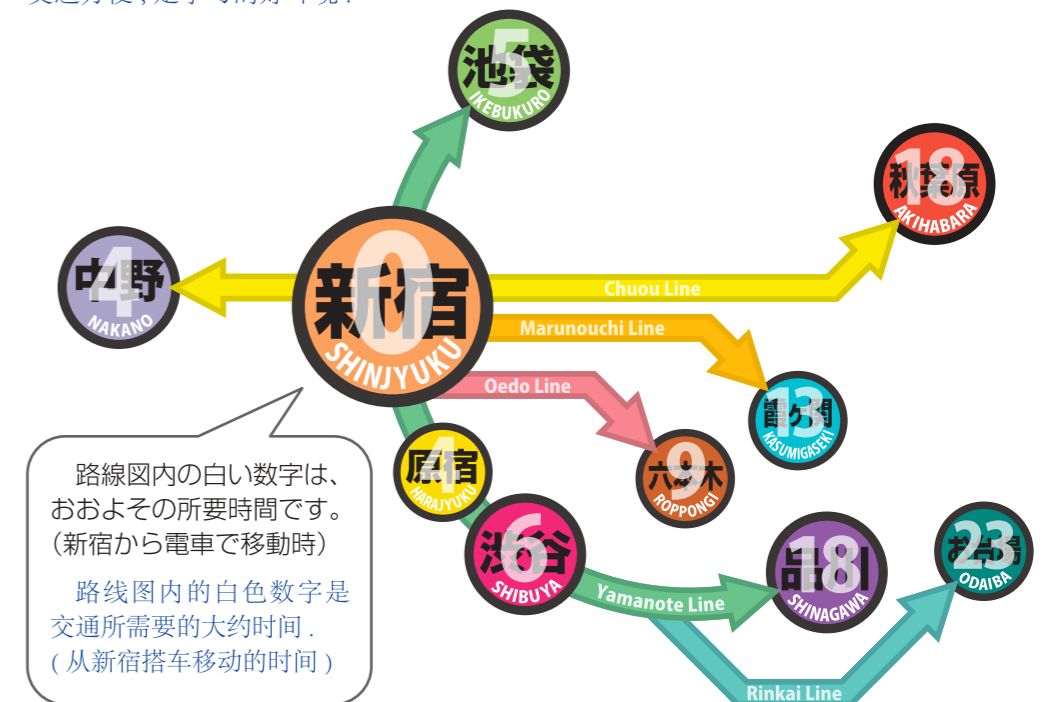 5
池袋
IKEBUKURO
18
秋葉原
AKIHABARA
4
中野
NAKANO
0
新宿
SHINJYUKU
Chuou Line
Marunouchi Line
Oedo Line
13
霞ヶ関
KASUMIGASEKI
4
原宿
HARAJYUKU
9
六本木
ROPPONGI
6
渋谷
SHIBUYA
18
品川
SHINAGAWA
23
お台場
ODAIBA
Yamanote Line
Rinkai Line
路線図内の白い数字は、
おおよその所要時間です。
（新宿から電車で移動時）
路线图内的白色数字是
交通所需要的大约时间 .
( 从新宿搭车移动的时间 )